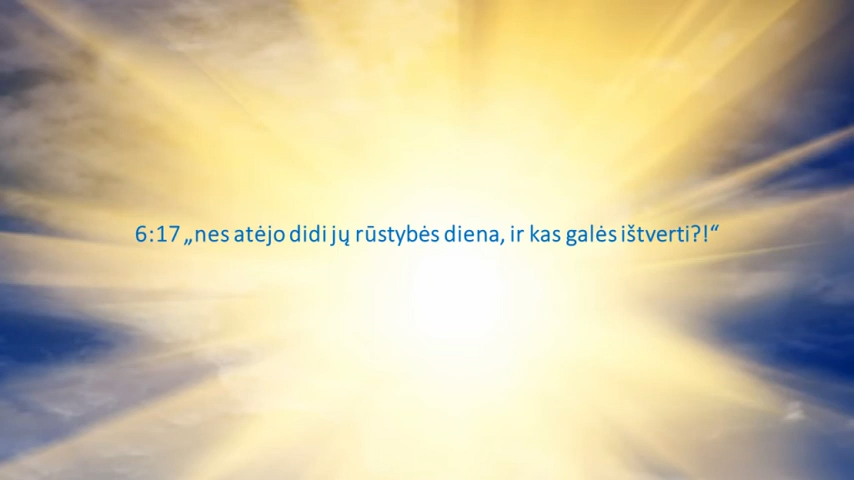 6:17 „nes atėjo didi jų rūstybės diena, ir kas galės ištverti?!“